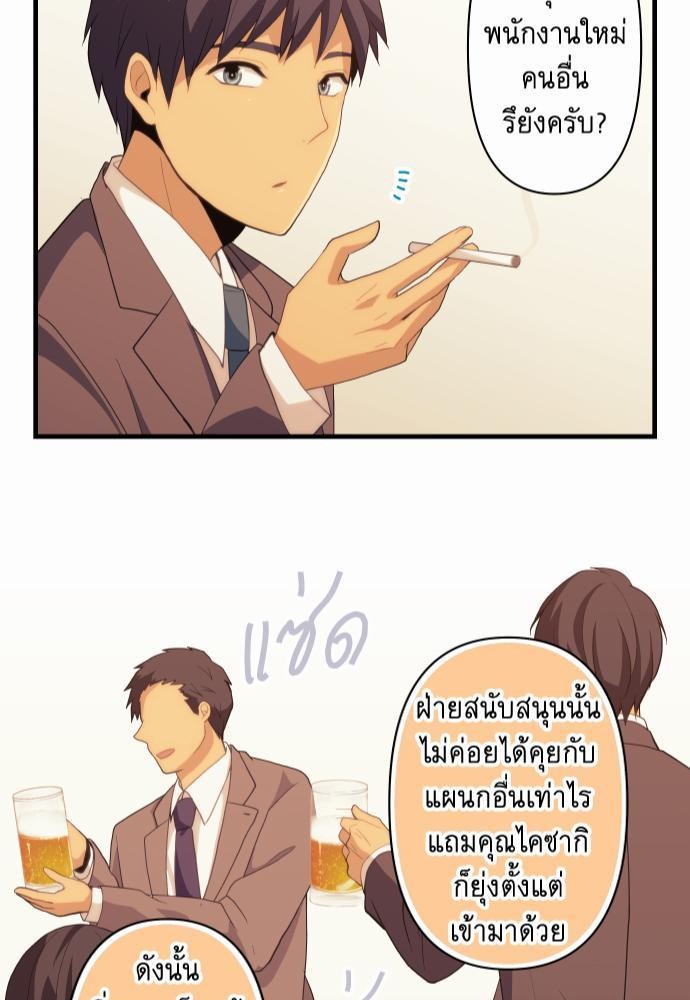 พนักงานใหม่
คนอื่น
รึยังครับ?
แซ่ด
ฝ่ายสนับสนุนนั้น
ไม่ค่อยได้คุยกับ
แผนกอื่นเท่าไร
แถมคุณไคซากิ
ก็ยุ่งตั้งแต่
เข้ามาด้วย
ดังนั้น